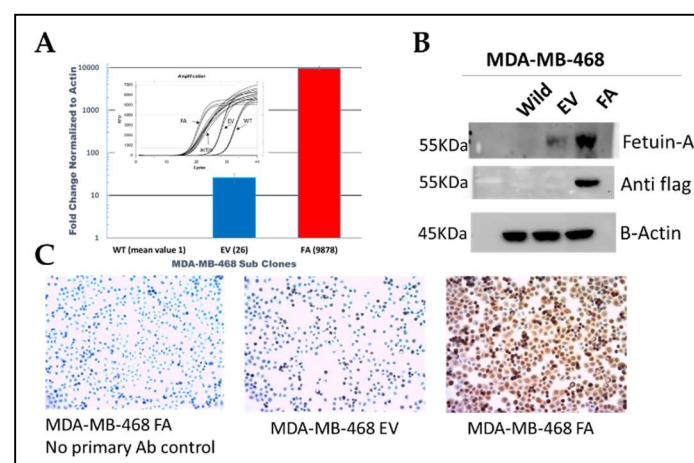 A
Fold Change Normalized to Actin
10000
1000
100
10
1
Amplification
FA
EV
WT
actin
Cycles
WT (mean value 1)
EV (26)
FA (9878)
MDA-MB-468 Sub Clones
B
MDA-MB-468
Wild
EV
FA
55KDa
Fetuin-A
55KDa
Anti flag
45KDa
B-Actin
C
MDA-MB-468 FA
No primary Ab control
MDA-MB-468 EV
MDA-MB-468 FA